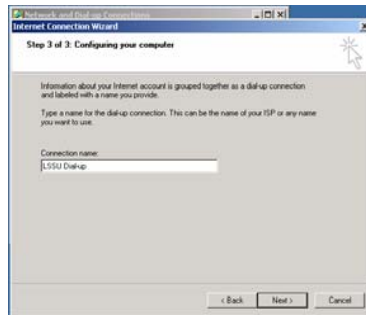 Network and Dial-up Connections
Internet Connection Wizard
Step 3 of 3: Configuring your computer
Information about your Internet account is grouped together as a dial-up connection
and labeled with a name you provide.
Type a name for the dial-up connection. This can be the name of your ISP or any name
you want to use.
Connection name:
LSSU Dial-up
< Back
Next >
Cancel